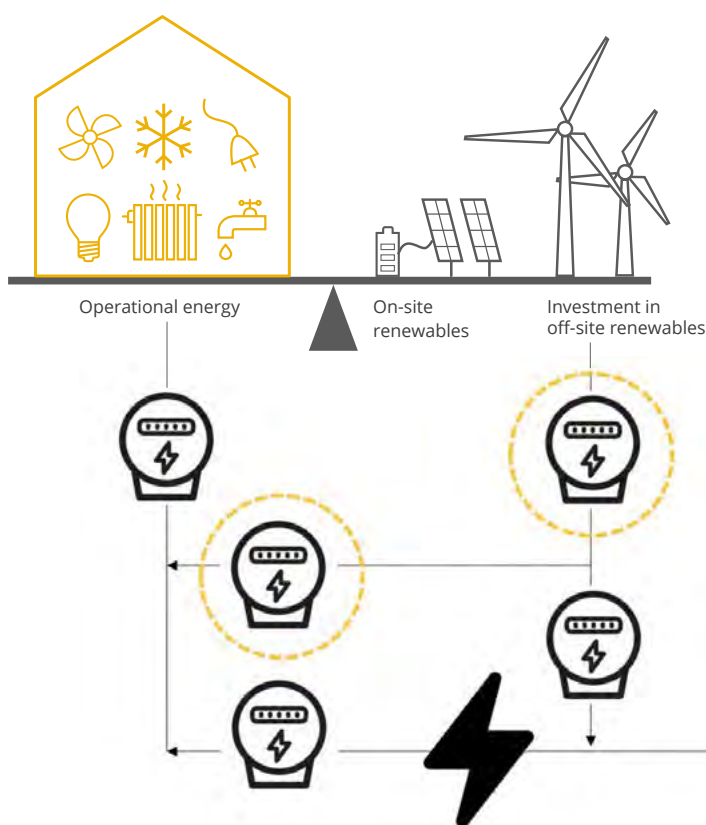 Operational energy
On-site
renewables
Investment in
off-site renewables